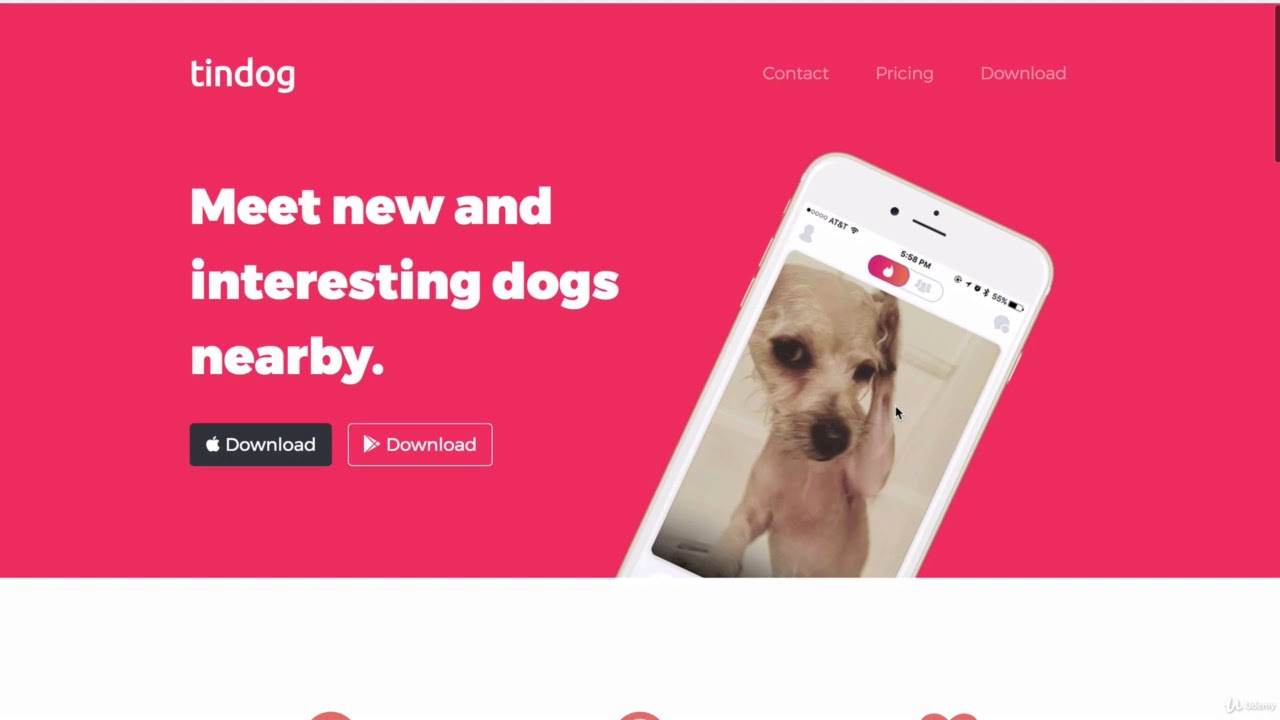 tindog
Contact
Pricing
Download
Meet new and
interesting dogs
nearby.
Download
Download
AT&T
5:58 PM
55%
Udemy